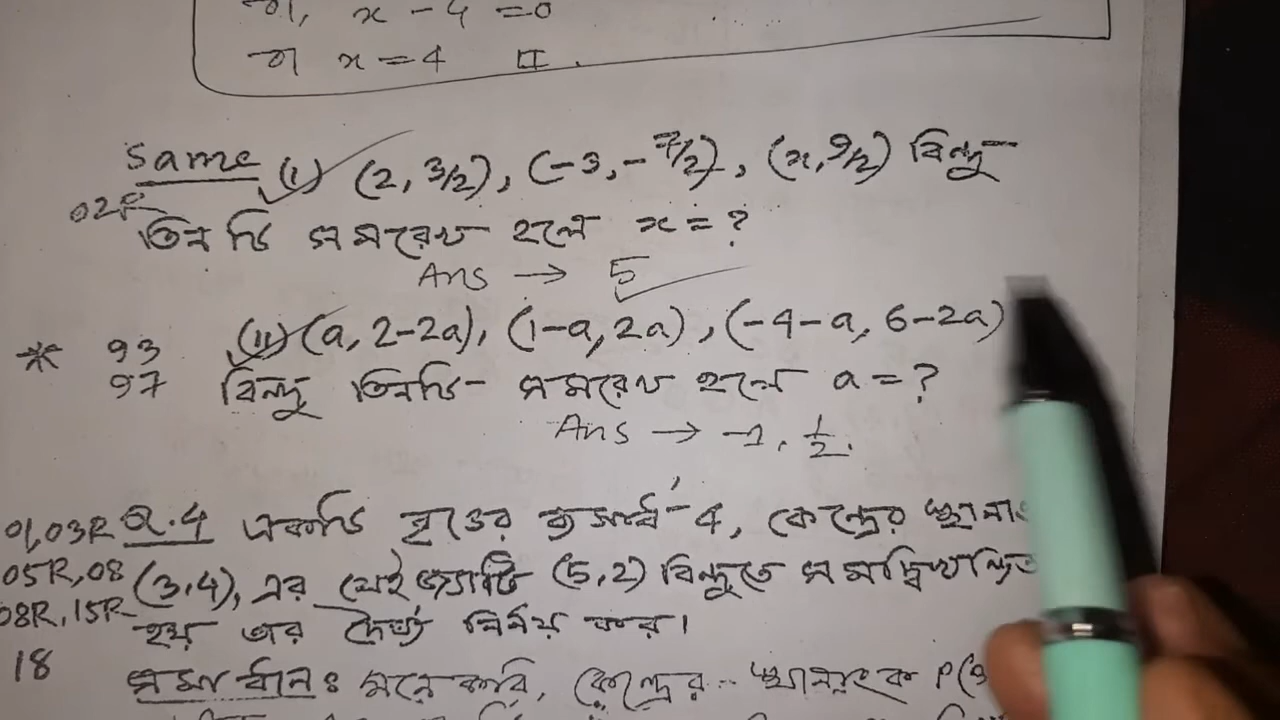 বা, x - 4 = 0
বা x = 4
Same (i) (2, 3/2), (-3, -7/2), (x, 9/2) বিন্দু
02R তিনটি সমরেখ হলে x = ?
Ans → 5
* 93 (ii) (a, 2-2a), (1-a, 2a), (-4-a, 6-2a)
97 বিন্দু তিনটি সমরেখ হলে a = ?
Ans → -1, 1/2.
01,03R Q.4 একটি বৃত্তের ব্যাসার্ধ 4, কেন্দ্রের
05R,08 (3,4), এর যেই জ্যাটি (5,2) বিন্দুতে সমদ্বিখন্ডিত
08R,15R হয় তার দৈর্ঘ্য নির্ণয় কর।
18 সমাধান: মনে করি, কেন্দ্রের স্থানাংক P(3